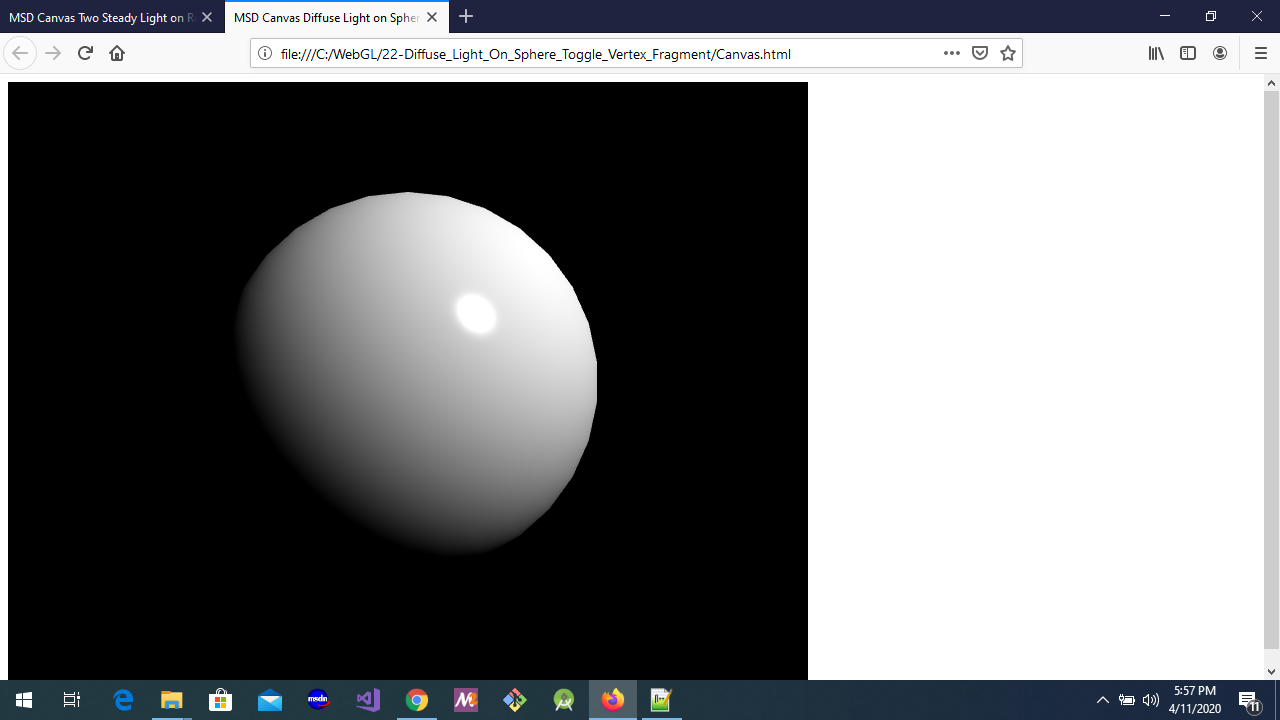 MSD Canvas Two Steady Light on
MSD Canvas Diffuse Light on Spher
file:///C:/WebGL/22-Diffuse_Light_On_Sphere_Toggle_Vertex_Fragment/Canvas.html
msdn
5:57 PM
4/11/2020
11